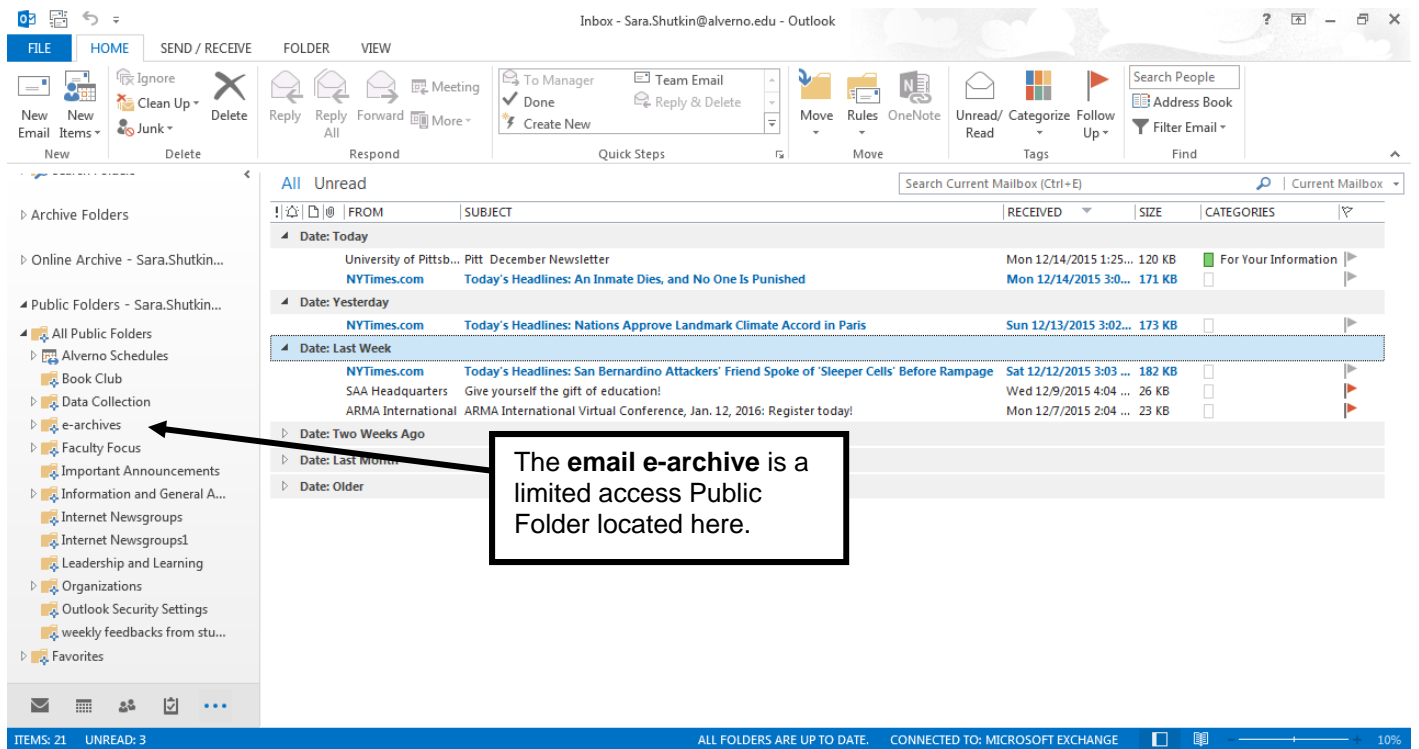 Inbox - Sara.Shutkin@alverno.edu - Outlook
FILE HOME SEND / RECEIVE FOLDER VIEW
New Email
New Items
Ignore
Clean Up
Junk
Delete
Reply
Reply All
Forward
Meeting
More
To Manager
Done
Create New
Team Email
Reply & Delete
Move
Rules
OneNote
Unread/ Read
Categorize
Follow Up
Search People
Address Book
Filter Email
New Delete Respond Quick Steps Move Tags Find
Archive Folders
Online Archive - Sara.Shutkin...
Public Folders - Sara.Shutkin...
All Public Folders
Alverno Schedules
Book Club
Data Collection
e-archives
Faculty Focus
Important Announcements
Information and General A...
Internet Newsgroups
Internet Newsgroups1
Leadership and Learning
Organizations
Outlook Security Settings
weekly feedbacks from stu...
Favorites
All Unread
Search Current Mailbox (Ctrl+E) Current Mailbox
! FROM SUBJECT RECEIVED SIZE CATEGORIES
Date: Today
University of Pittsb... Pitt December Newsletter Mon 12/14/2015 1:25... 120 KB For Your Information
NYTimes.com Today's Headlines: An Inmate Dies, and No One Is Punished Mon 12/14/2015 3:0... 171 KB
Date: Yesterday
NYTimes.com Today's Headlines: Nations Approve Landmark Climate Accord in Paris Sun 12/13/2015 3:02... 173 KB
Date: Last Week
NYTimes.com Today's Headlines: San Bernardino Attackers' Friend Spoke of 'Sleeper Cells' Before Rampage Sat 12/12/2015 3:03 ... 182 KB
SAA Headquarters Give yourself the gift of education! Wed 12/9/2015 4:04 ... 26 KB
ARMA International ARMA International Virtual Conference, Jan. 12, 2016: Register today! Mon 12/7/2015 2:04 ... 23 KB
Date: Two Weeks Ago
Date: Last Month
Date: Older
The email e-archive is a
limited access Public
Folder located here.
ITEMS: 21 UNREAD: 3 ALL FOLDERS ARE UP TO DATE. CONNECTED TO: MICROSOFT EXCHANGE 10%